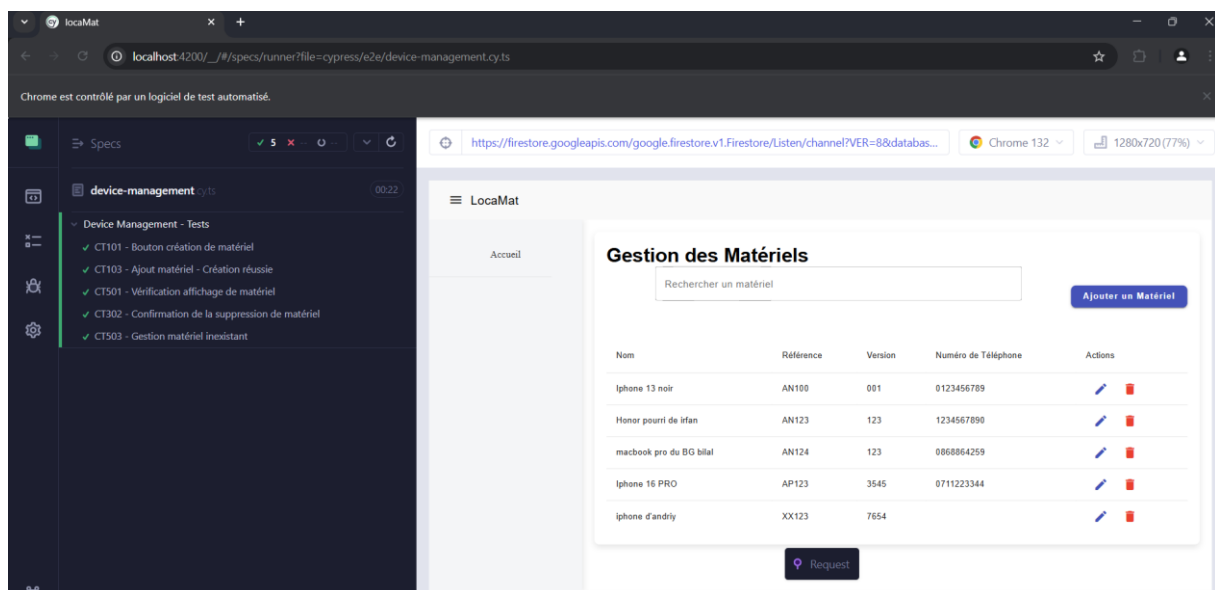 locaMat
localhost:4200/__/#/specs/runner?file=cypress/e2e/device-management.cy.ts
Chrome est contrôlé par un logiciel de test automatisé.
Specs
5
--
--
https://firestore.googleapis.com/google.firestore.v1.Firestore/Listen/channel?VER=8&databas...
Chrome 132
1280x720 (77%)
device-management.cy.ts
00:22
Device Management - Tests
CT101 - Bouton création de matériel
CT103 - Ajout matériel - Création réussie
CT501 - Vérification affichage de matériel
CT302 - Confirmation de la suppression de matériel
CT503 - Gestion matériel inexistant
LocaMat
Accueil
Gestion des Matériels
Rechercher un matériel
Ajouter un Matériel
Nom Référence Version Numéro de Téléphone Actions
Iphone 13 noir AN100 001 0123456789
Honor pourri de irfan AN123 123 1234567890
macbook pro du BG bilal AN124 123 0868864259
Iphone 16 PRO AP123 3545 0711223344
iphone d'andriy XX123 7654
Request